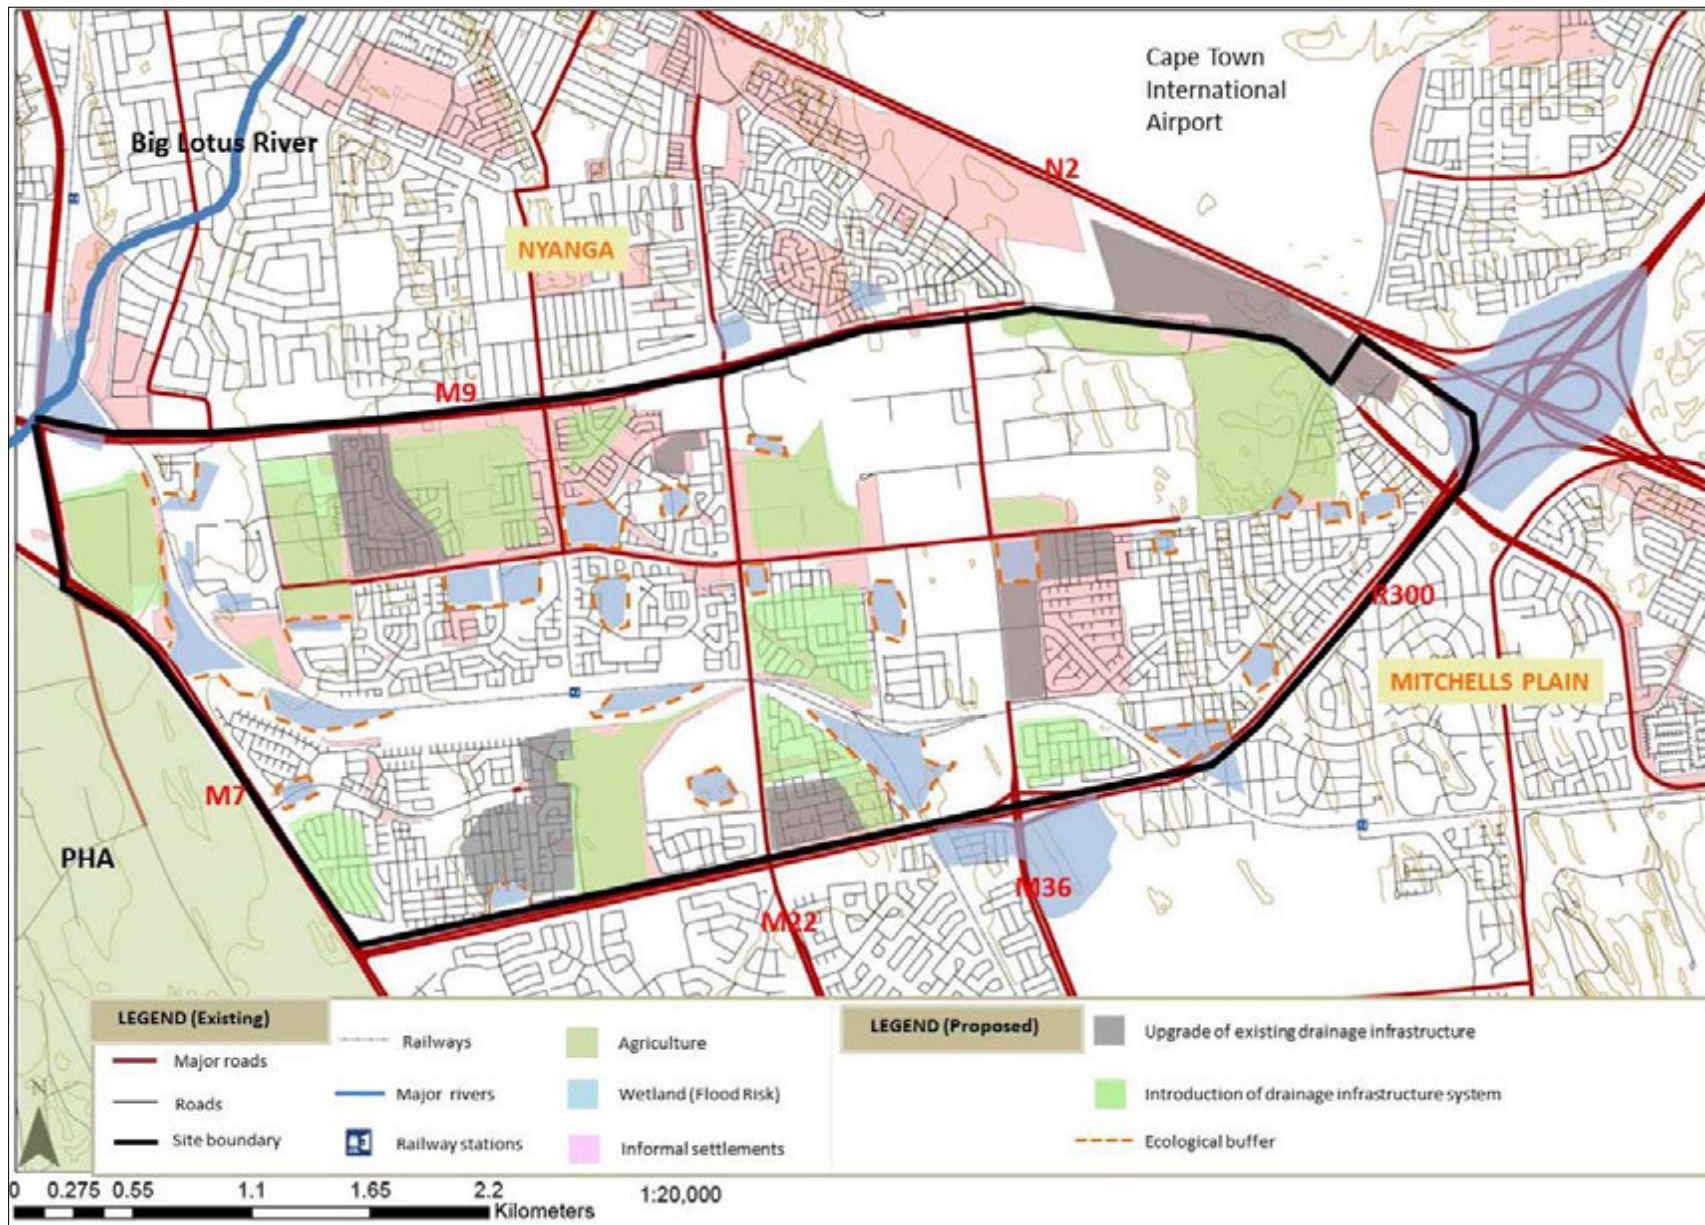 Cape Town
International
Airport
Big Lotus River
N2
NYANGA
M9
R300
MITCHELLS PLAIN
M7
PHA
M36
M22
LEGEND (Existing)
Major roads
Roads
Site boundary
Railways
Major rivers
Railway stations
Agriculture
Wetland (Flood Risk)
Informal settlements
LEGEND (Proposed)
Upgrade of existing drainage infrastructure
Introduction of drainage infrastructure system
Ecological buffer
N
0 0.275 0.55 1.1 1.65 2.2
Kilometers
1:20,000